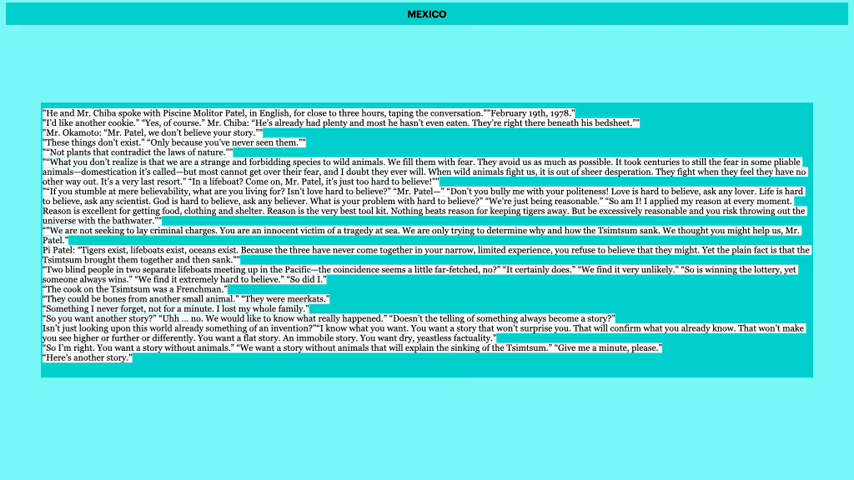 MEXICO
"He and Mr. Chiba spoke with Piscine Molitor Patel, in English, for close to three hours, taping the conversation.""February 19th, 1978."
"I'd like another cookie." "Yes, of course." Mr. Chiba: "He's already had plenty and most he hasn't even eaten. They're right there beneath his bedsheet.""
"Mr. Okamoto: "Mr. Patel, we don't believe your story.""
"These things don't exist." "Only because you've never seen them.""
"“Not plants that contradict the laws of nature.""
"“What you don't realize is that we are a strange and forbidding species to wild animals. We fill them with fear. They avoid us as much as possible. It took centuries to still the fear in some pliable
animals—domestication it's called—but most cannot get over their fear, and I doubt they ever will. When wild animals fight us, it is out of sheer desperation. They fight when they feel they have no
other way out. It's a very last resort." "In a lifeboat? Come on, Mr. Patel, it's just too hard to believe!""
"“If you stumble at mere believability, what are you living for? Isn't love hard to believe?" "Mr. Patel—" "Don't you bully me with your politeness! Love is hard to believe, ask any lover. Life is hard
to believe, ask any scientist. God is hard to believe, ask any believer. What is your problem with hard to believe?" "We're just being reasonable." "So am I! I applied my reason at every moment.
Reason is excellent for getting food, clothing and shelter. Reason is the very best tool kit. Nothing beats reason for keeping tigers away. But be excessively reasonable and you risk throwing out the
universe with the bathwater.""
"“We are not seeking to lay criminal charges. You are an innocent victim of a tragedy at sea. We are only trying to determine why and how the Tsimtsum sank. We thought you might help us, Mr.
Patel."
Pi Patel: "Tigers exist, lifeboats exist, oceans exist. Because the three have never come together in your narrow, limited experience, you refuse to believe that they might. Yet the plain fact is that the
Tsimtsum brought them together and then sank.""
"Two blind people in two separate lifeboats meeting up in the Pacific—the coincidence seems a little far-fetched, no?" "It certainly does." "We find it very unlikely." "So is winning the lottery, yet
someone always wins." "We find it extremely hard to believe." "So did I."
"The cook on the Tsimtsum was a Frenchman."
"They could be bones from another small animal." "They were meerkats."
"Something I never forget, not for a minute. I lost my whole family."
"So you want another story?" "Uhh ... no. We would like to know what really happened." "Doesn't the telling of something always become a story?"
Isn't just looking upon this world already something of an invention?"“I know what you want. You want a story that won't surprise you. That will confirm what you already know. That won't make
you see higher or further or differently. You want a flat story. An immobile story. You want dry, yeastless factuality."
"So I'm right. You want a story without animals." "We want a story without animals that will explain the sinking of the Tsimtsum." "Give me a minute, please."
"Here's another story."